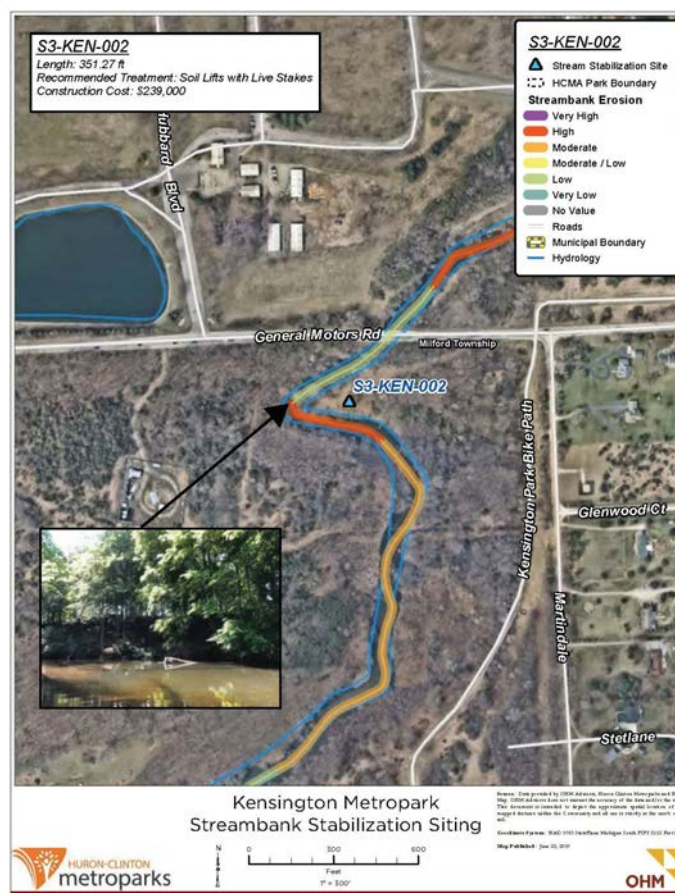 S3-KEN-002
Length: 351.27 ft
Recommended Treatment: Soil Lifts with Live Stakes
Construction Cost: $239,000
S3-KEN-002
Stream Stabilization Site
HCMA Park Boundary
Streambank Erosion
Very High
High
Moderate
Moderate / Low
Low
Very Low
No Value
Roads
Municipal Boundary
Hydrology
Hubbard Blvd
General Motors Rd
Milford Township
S3-KEN-002
Kensington Park Bike Path
Glenwood Ct
Martindale
Stetlane
Kensington Metropark
Streambank Stabilization Siting
HURON-CLINTON
metroparks
N
0 300 600
Feet
1" = 300'
OHM